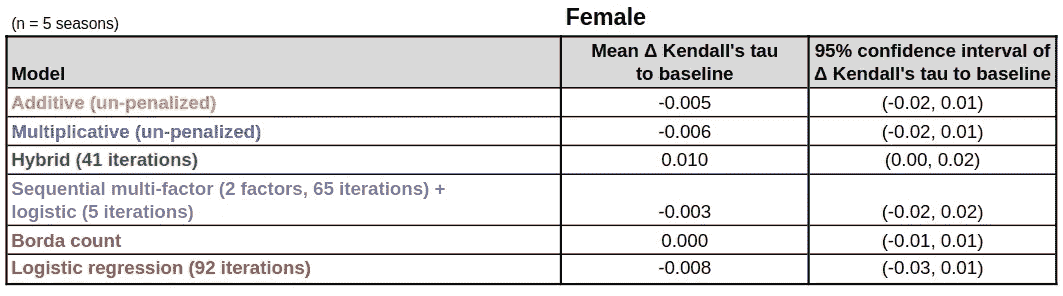 (n = 5 seasons)
Female
Model
Mean Δ Kendall's tau
to baseline
95% confidence interval of
Δ Kendall's tau to baseline
Additive (un-penalized) -0.005 (-0.02, 0.01)
Multiplicative (un-penalized) -0.006 (-0.02, 0.01)
Hybrid (41 iterations) 0.010 (0.00, 0.02)
Sequential multi-factor (2 factors, 65 iterations) +
logistic (5 iterations) -0.003 (-0.02, 0.02)
Borda count 0.000 (-0.01, 0.01)
Logistic regression (92 iterations) -0.008 (-0.03, 0.01)